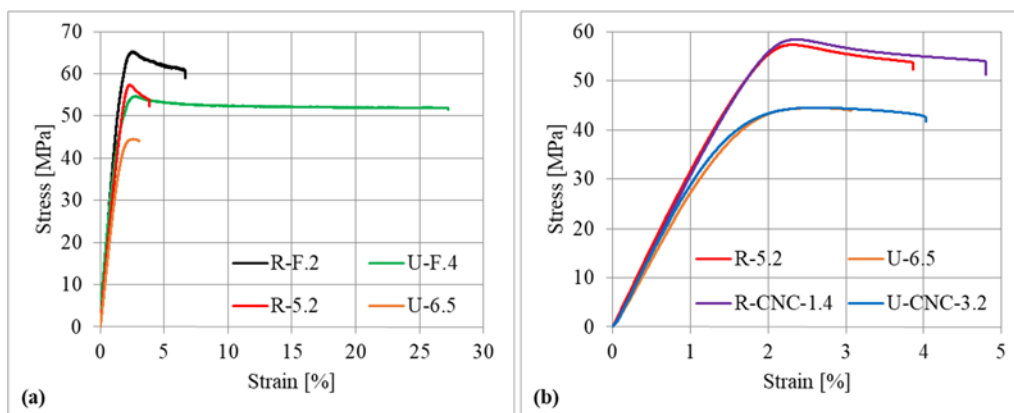 70
60
50
40
30
20
10
0
Stress [MPa]
R-F.2
U-F.4
R-5.2
U-6.5
0 5 10 15 20 25 30
Strain [%]
(a)
60
50
40
30
20
10
0
Stress [MPa]
R-5.2
U-6.5
R-CNC-1.4
U-CNC-3.2
0 1 2 3 4 5
Strain [%]
(b)